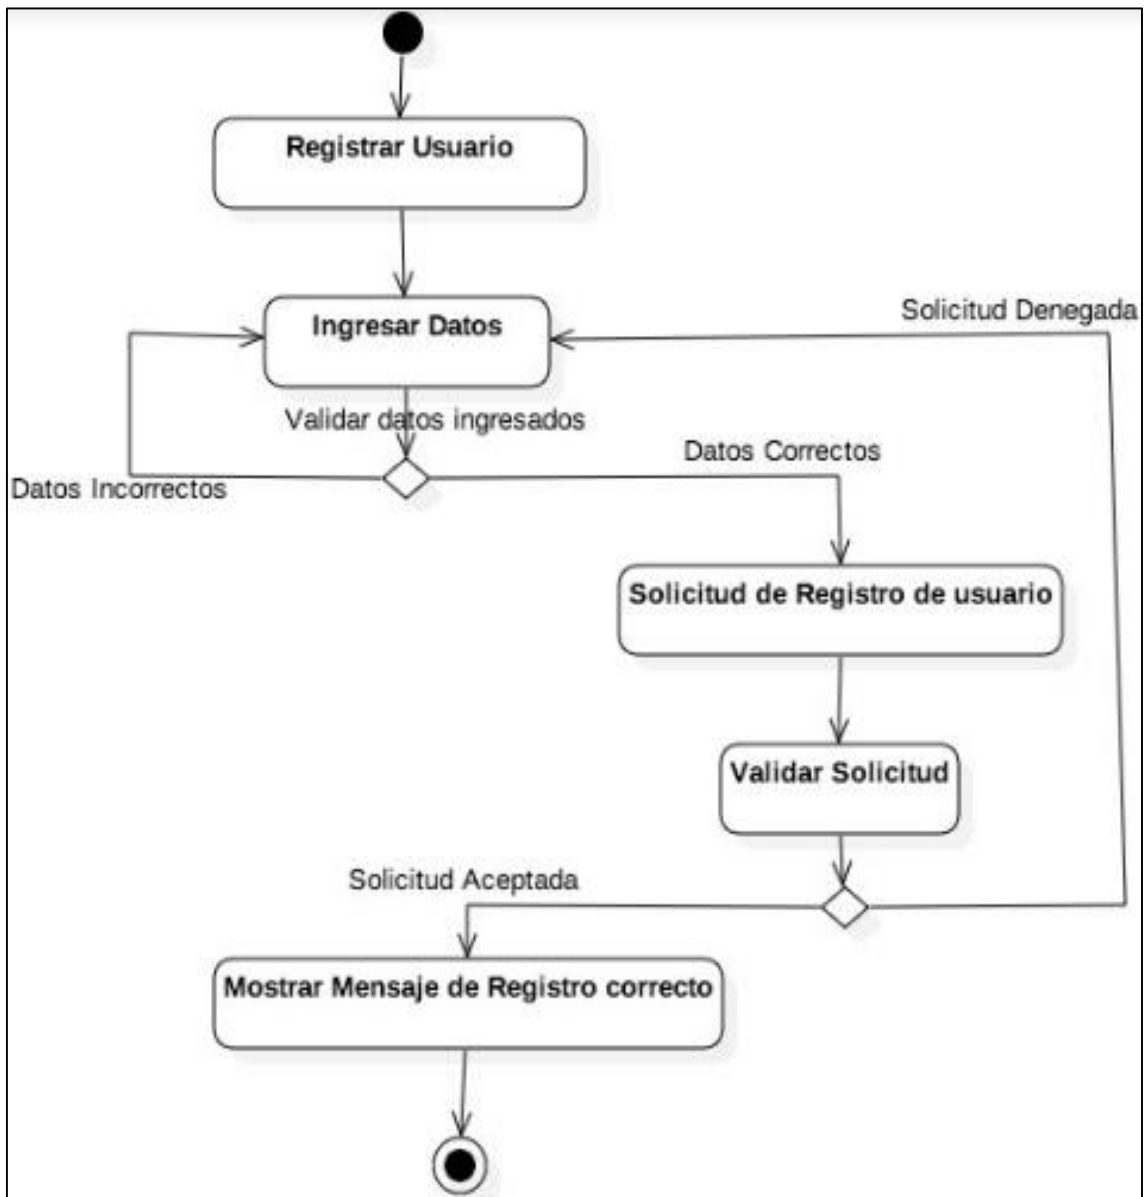 Registrar Usuario
Solicitud Denegada
Ingresar Datos
Validar datos ingresados
Datos Correctos
Datos Incorrectos
Solicitud de Registro de usuario
Validar Solicitud
Solicitud Aceptada
Mostrar Mensaje de Registro correcto